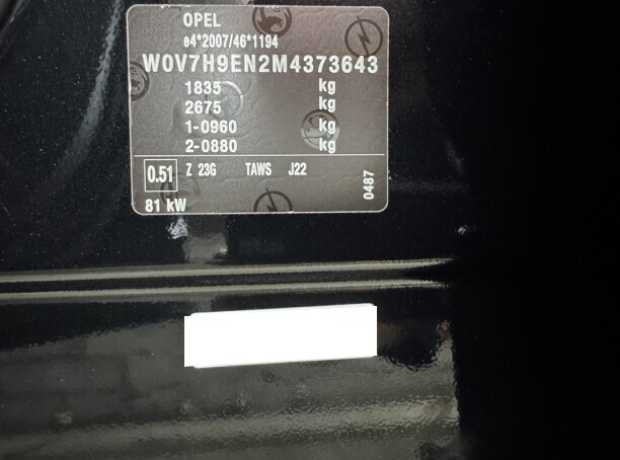 OPEL
e4*2007/46*1194
W0V7H9EN2M4373643
1835 kg
2675 kg
1-0960 kg
2-0880 kg
0.51 Z 23G TAWS J22
0487
81 kW